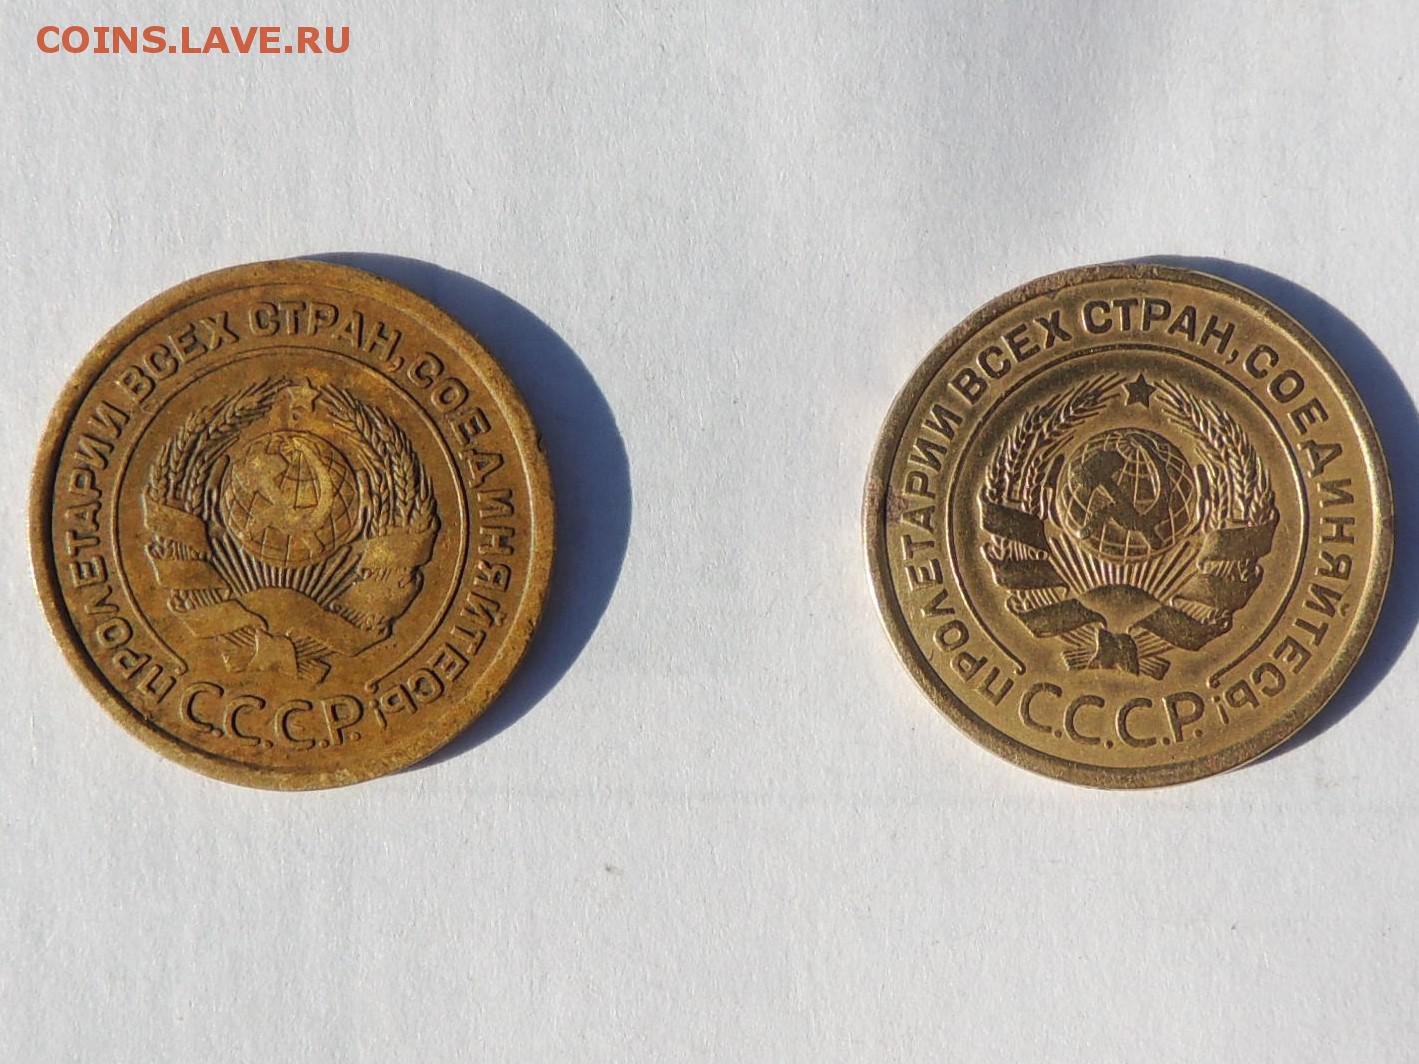 COINS.LAVE.RU
ПРОЛЕТАРИИ ВСЕХ СТРАН, СОЕДИНЯЙТЕСЬ!
С.С.С.Р.
ПРОЛЕТАРИИ ВСЕХ СТРАН, СОЕДИНЯЙТЕСЬ!
С.С.С.Р.